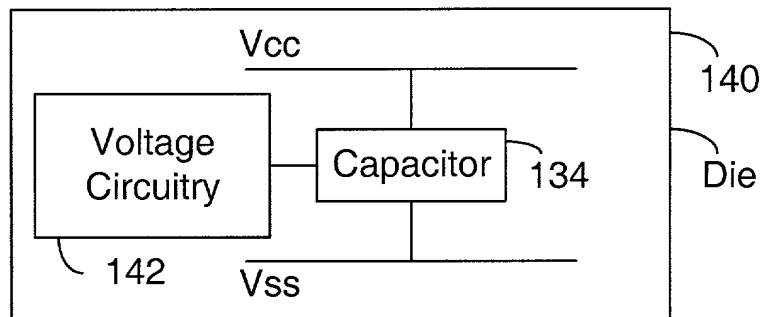 Vcc
140
Voltage
Circuitry
Capacitor
134
Die
142
Vss